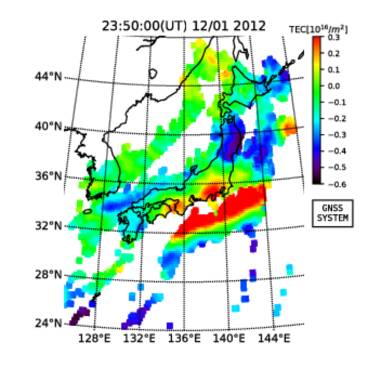 23:50:00(UT) 12/01 2012
TEC[10¹⁶/m²]
0.3
0.2
0.1
0.0
-0.1
-0.2
-0.3
-0.4
-0.5
-0.6
GNSS
SYSTEM
44°N
40°N
36°N
32°N
28°N
24°N
128°E 132°E 136°E 140°E 144°E